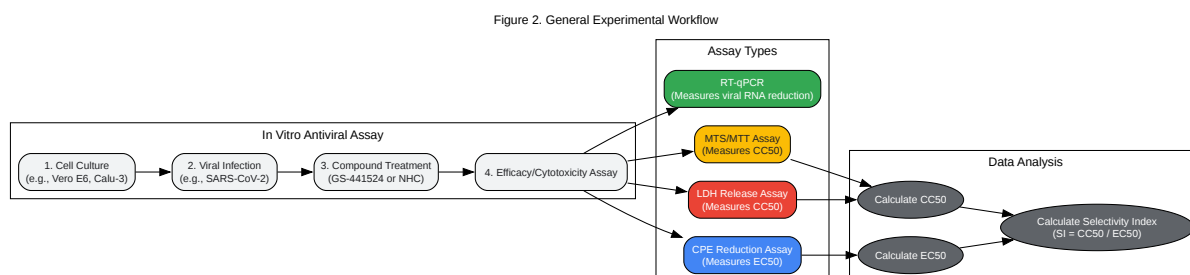 Figure 2. General Experimental Workflow
In Vitro Antiviral Assay
1. Cell Culture
(e.g., Vero E6, Calu-3)
2. Viral Infection
(e.g., SARS-CoV-2)
3. Compound Treatment
(GS-441524 or NHC)
4. Efficacy/Cytotoxicity Assay
Assay Types
RT-qPCR
(Measures viral RNA reduction)
MTS/MTT Assay
(Measures CC50)
LDH Release Assay
(Measures CC50)
CPE Reduction Assay
(Measures EC50)
Data Analysis
Calculate CC50
Calculate EC50
Calculate Selectivity Index
(SI = CC50 / EC50)